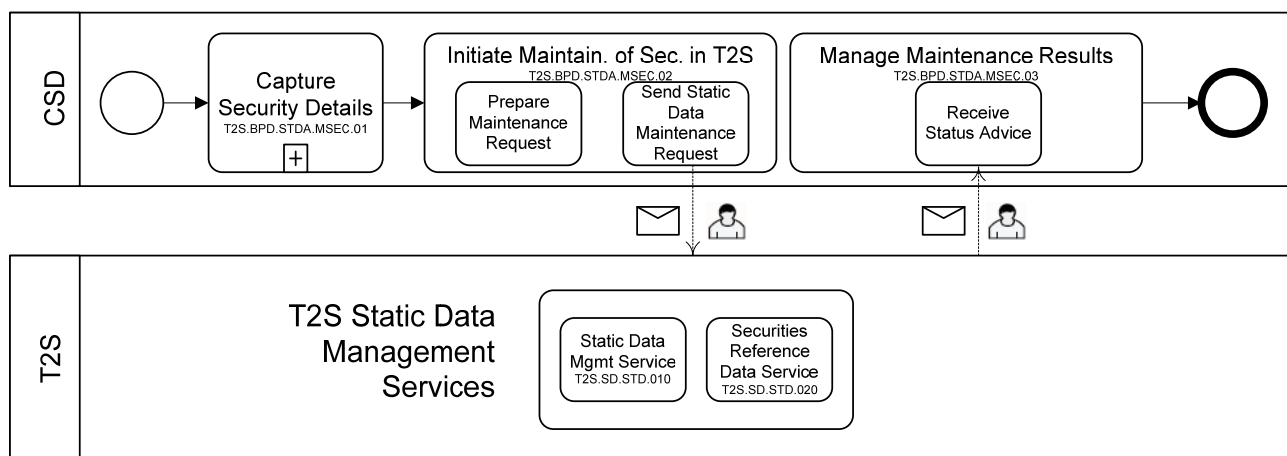 CSD
Capture
Security Details
T2S.BPD.STDA.MSEC.01
+
Initiate Maintain. of Sec. in T2S
T2S.BPD.STDA.MSEC.02
Prepare
Maintenance
Request
Send Static
Data
Maintenance
Request
Manage Maintenance Results
T2S.BPD.STDA.MSEC.03
Receive
Status Advice
T2S
T2S Static Data
Management
Services
Static Data
Mgmt Service
T2S.SD.STD.010
Securities
Reference
Data Service
T2S.SD.STD.020